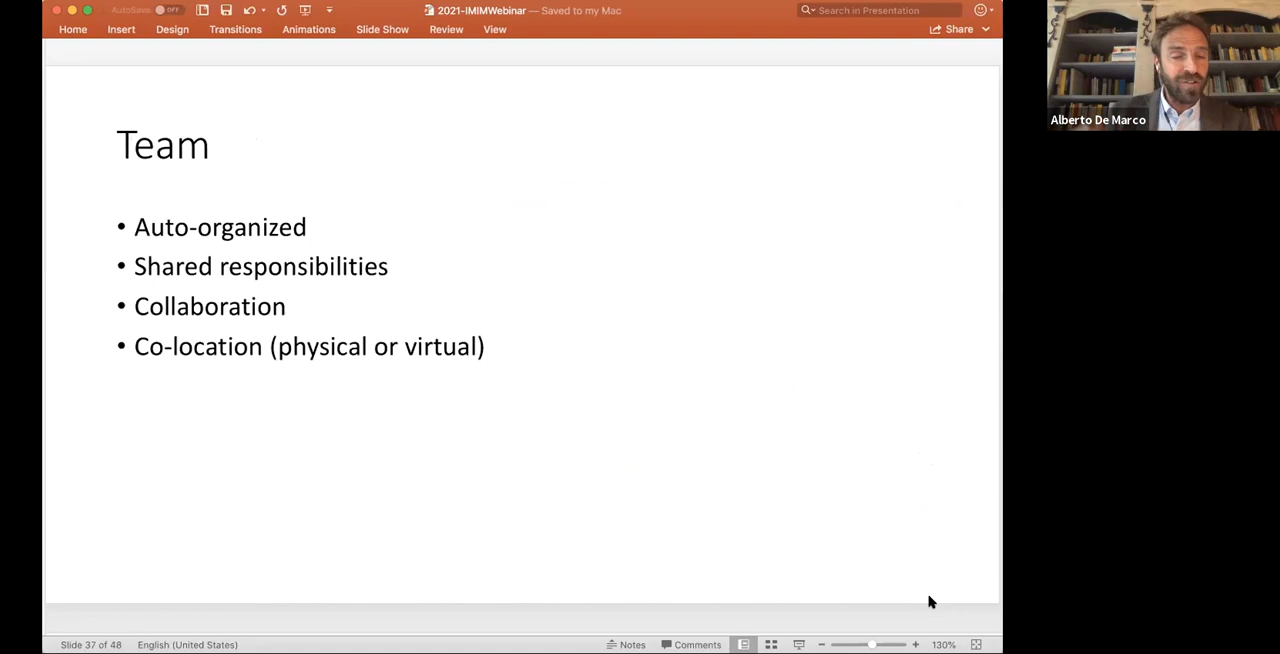 AutoSave OFF
2021-IMIMWebinar — Saved to my Mac
Search in Presentation
Home Insert Design Transitions Animations Slide Show Review View Share
Alberto De Marco
Team
• Auto-organized
• Shared responsibilities
• Collaboration
• Co-location (physical or virtual)
Slide 37 of 48 English (United States) Notes Comments 130%